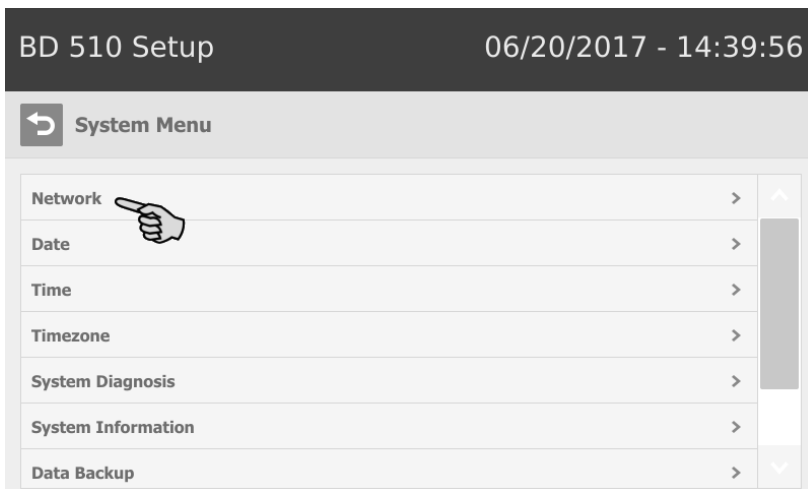 BD 510 Setup 06/20/2017 - 14:39:56
System Menu
Network
Date
Time
Timezone
System Diagnosis
System Information
Data Backup